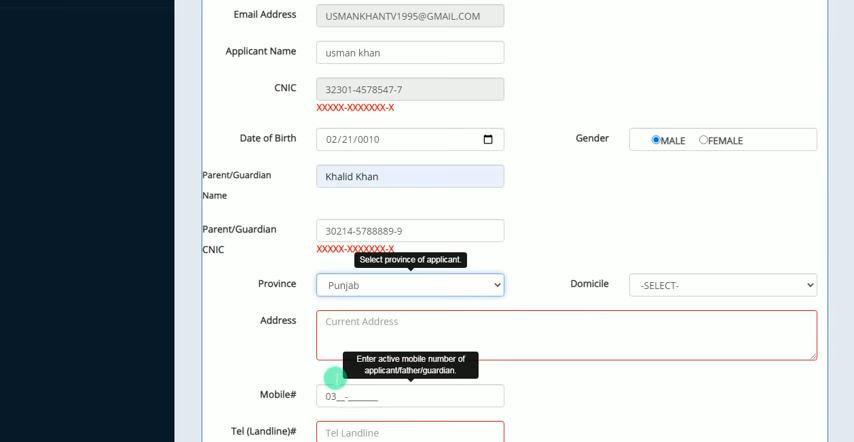 Email Address USMANKHANTV1995@GMAIL.COM
Applicant Name usman khan
CNIC 32301-4578547-7
XXXXX-XXXXXXX-X
Date of Birth 02/21/0010 Gender MALE FEMALE
Parent/Guardian Name Khalid Khan
Parent/Guardian CNIC 30214-5788889-9
XXXXX-XXXXXXX-X
Select province of applicant.
Province Punjab Domicile -SELECT-
Address Current Address
Enter active mobile number of
applicant/father/guardian.
Mobile# 03__-_______
Tel (Landline)# Tel Landline